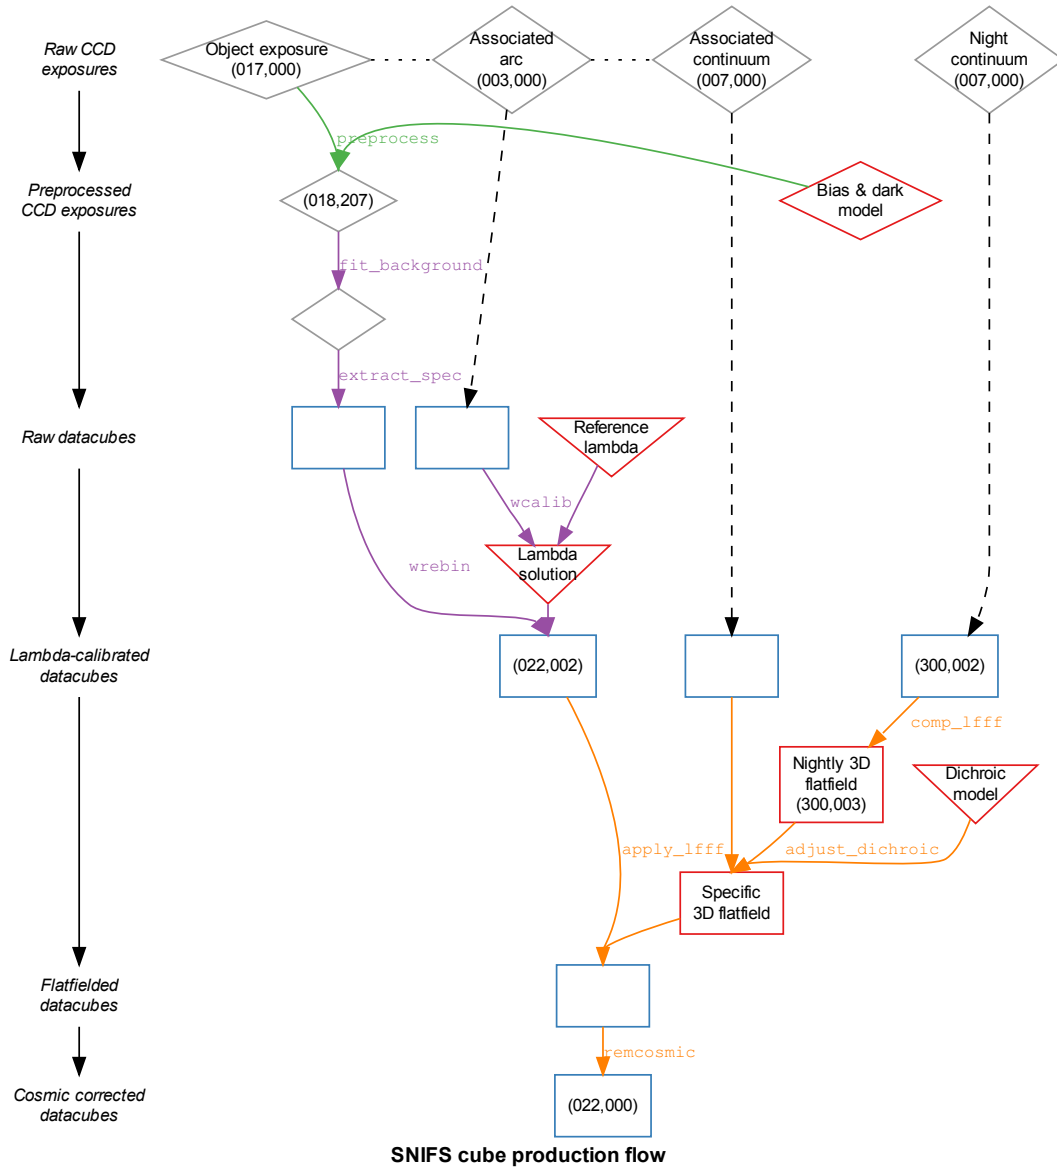 Raw CCD
exposures
Object exposure
(017,000)
Associated
arc
(003,000)
Associated
continuum
(007,000)
Night
continuum
(007,000)
preprocess
Preprocessed
CCD exposures
(018,207)
Bias & dark
model
fit_background
extract_spec
Raw datacubes
Reference
lambda
wcalib
wrebin
Lambda
solution
Lambda-calibrated
datacubes
(022,002)
(300,002)
comp_lfff
Nightly 3D
flatfield
(300,003)
Dichroic
model
apply_lfff
adjust_dichroic
Specific
3D flatfield
Flatfielded
datacubes
remcosmic
Cosmic corrected
datacubes
(022,000)
SNIFS cube production flow